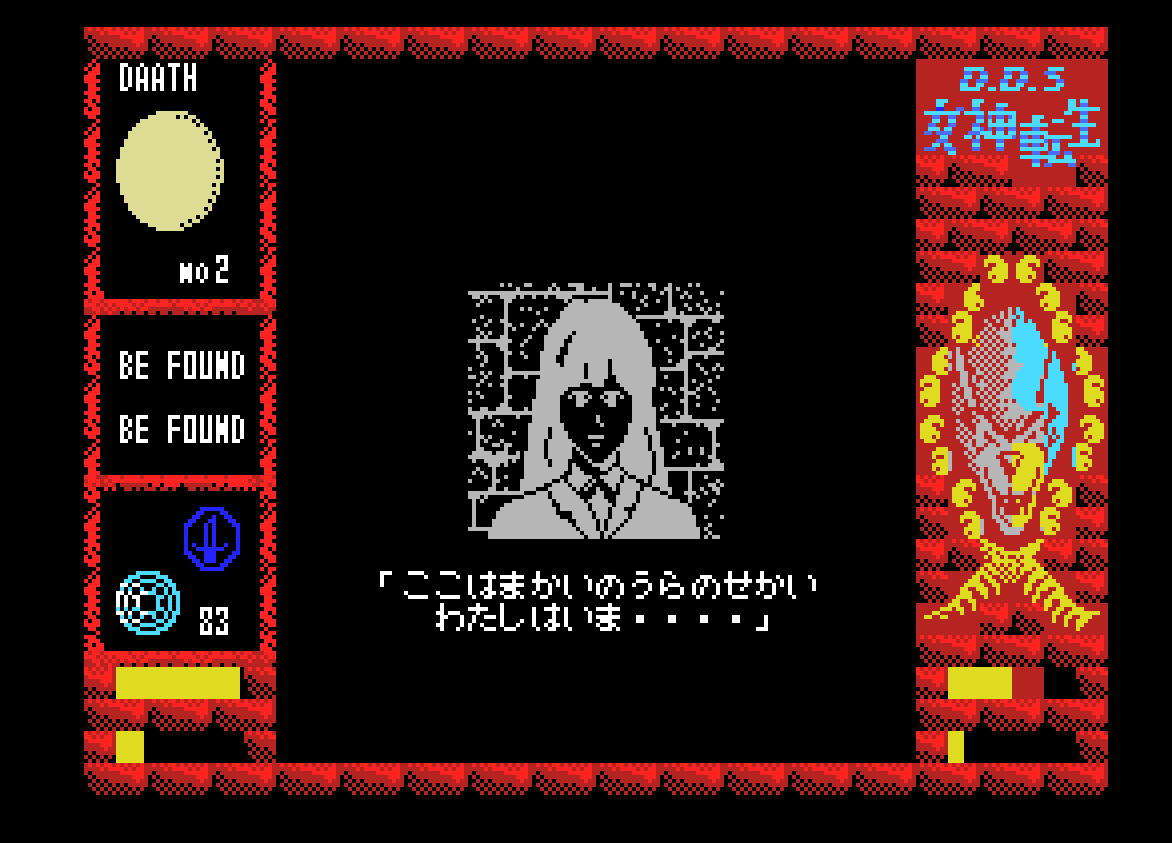 DAATH
No2
BE FOUND
BE FOUND
83
D.D.S
女神転生
「ここはまかいのうらのせかい
わたしはいま・・・・」